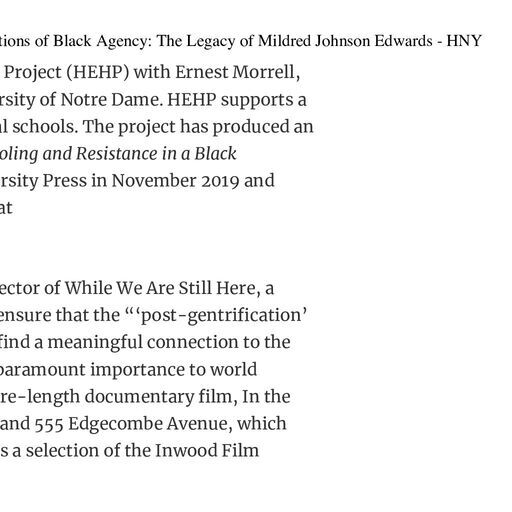 tions of Black Agency: The Legacy of Mildred Johnson Edwards - HNY
Project (HEHP) with Ernest Morrell,
rsity of Notre Dame. HEHP supports a
l schools. The project has produced an
oling and Resistance in a Black
rsity Press in November 2019 and
at
ector of While We Are Still Here, a
ensure that the “‘post-gentrification’
find a meaningful connection to the
paramount importance to world
re-length documentary film, In the
and 555 Edgecombe Avenue, which
s a selection of the Inwood Film